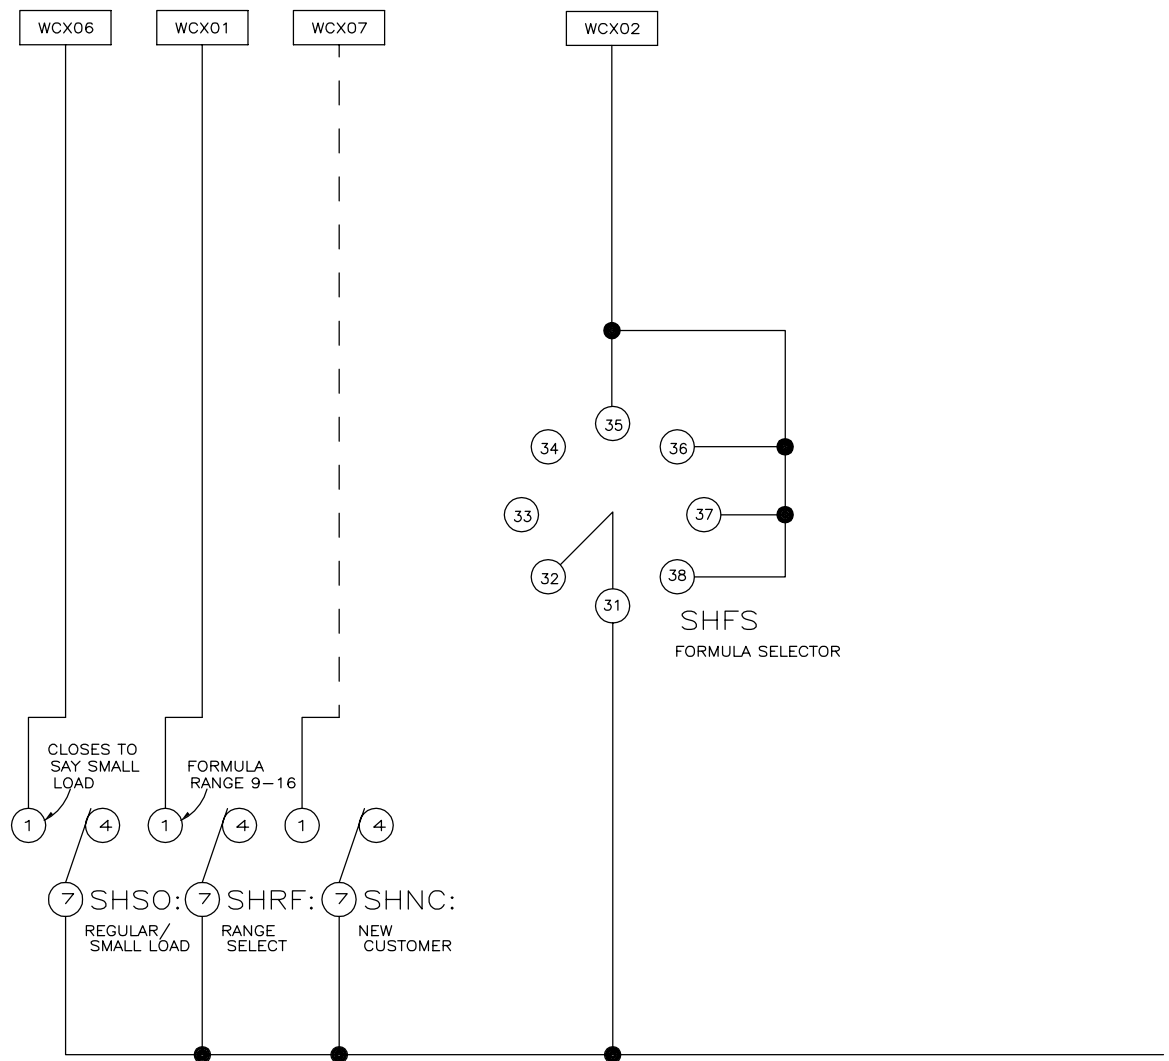 WCX06 WCX01 WCX07 WCX02
35
34 36
33 37
32 38
31
SHFS
FORMULA SELECTOR
CLOSES TO
SAY SMALL
LOAD
FORMULA
RANGE 9-16
1 4 1 4 1 4
7 SHSO: 7 SHRF: 7 SHNC:
REGULAR/
SMALL LOAD
RANGE
SELECT
NEW
CUSTOMER